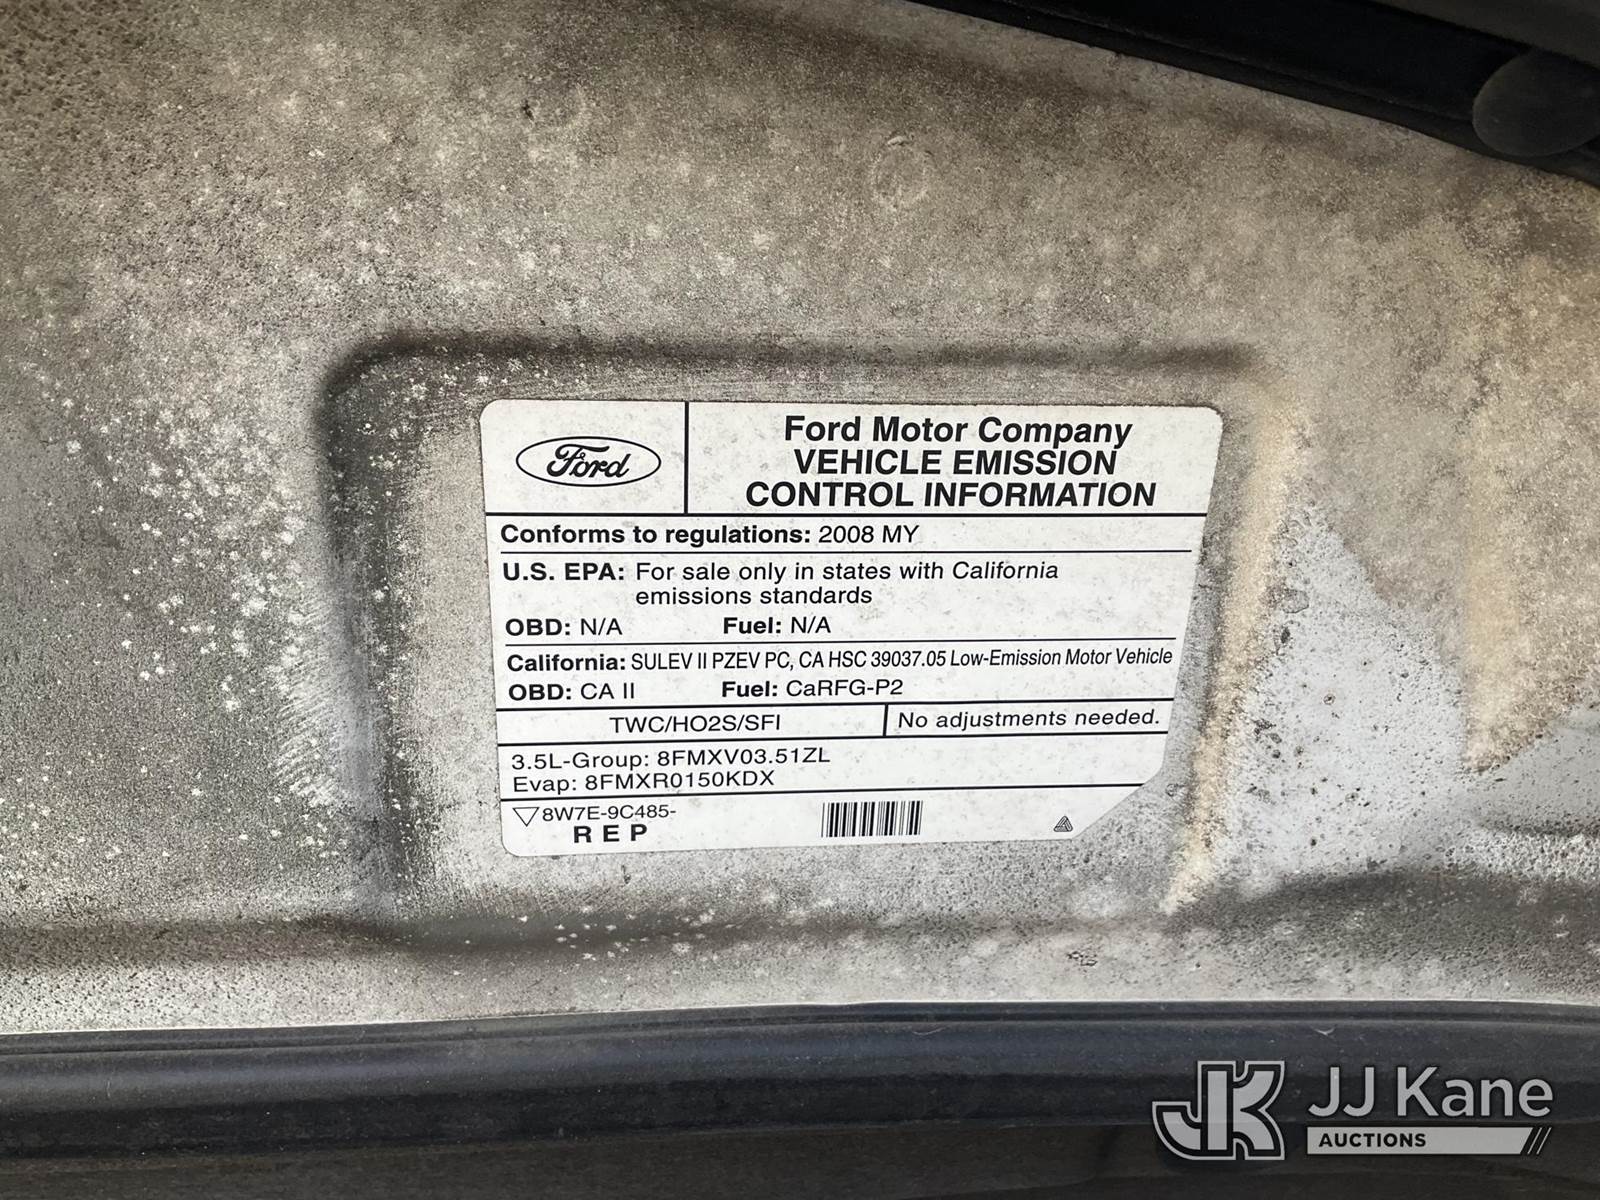 Ford
Ford Motor Company
VEHICLE EMISSION
CONTROL INFORMATION
Conforms to regulations: 2008 MY
U.S. EPA: For sale only in states with California
emissions standards
OBD: N/A Fuel: N/A
California: SULEV II PZEV PC, CA HSC 39037.05 Low-Emission Motor Vehicle
OBD: CA II Fuel: CaRFG-P2
TWC/HO2S/SFI No adjustments needed.
3.5L-Group: 8FMXV03.51ZL
Evap: 8FMXR0150KDX
8W7E-9C485-
REP
JK JJ Kane
AUCTIONS